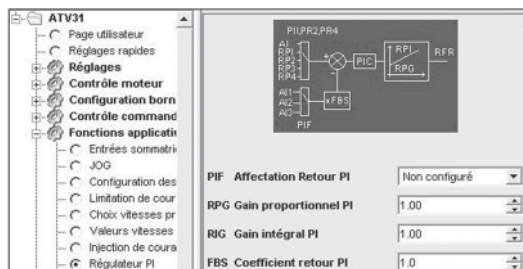 ATV31
Page utilisateur
Réglages rapides
Réglages
Contrôle moteur
Configuration born
Contrôle command
Fonctions applicati
Entrées sommatri
JOG
Configuration des
Limitation de cour
Choix vitesses pr
Valeurs vitesses
Injection de coura
Régulateur PI
PII,PR2,PR4
AI
RPI
RP2
RP3
RP4
PIC
RPI
RPG
RFR
AI1
AI2
AI3
xFBS
PIF
PIF Affectation Retour PI Non configuré
RPG Gain proportionnel PI 1.00
RIG Gain intégral PI 1.00
FBS Coefficient retour PI 1.0